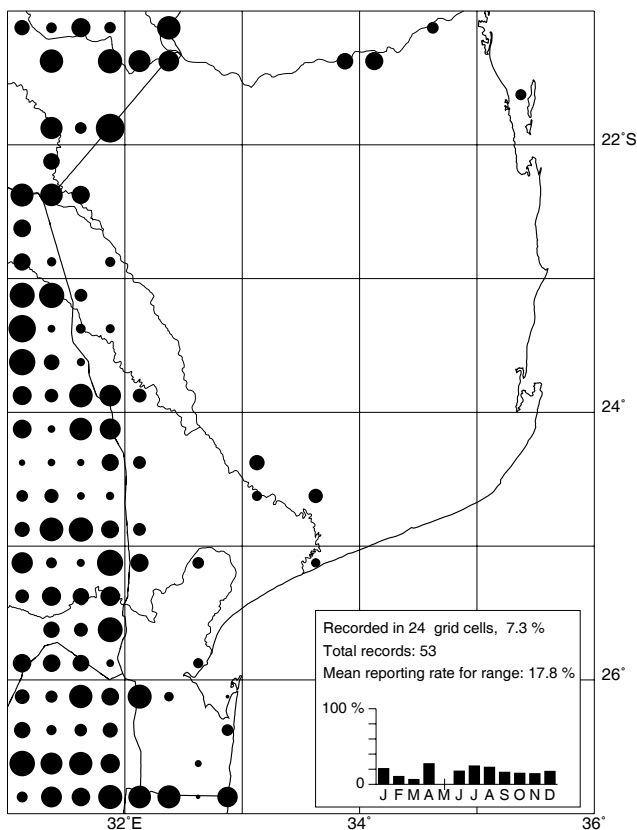 22°S
24°
Recorded in 24 grid cells, 7.3 %
Total records: 53
Mean reporting rate for range: 17.8 %
26°
100 %
0
J F M A M J J A S O N D
32°E 34° 36°